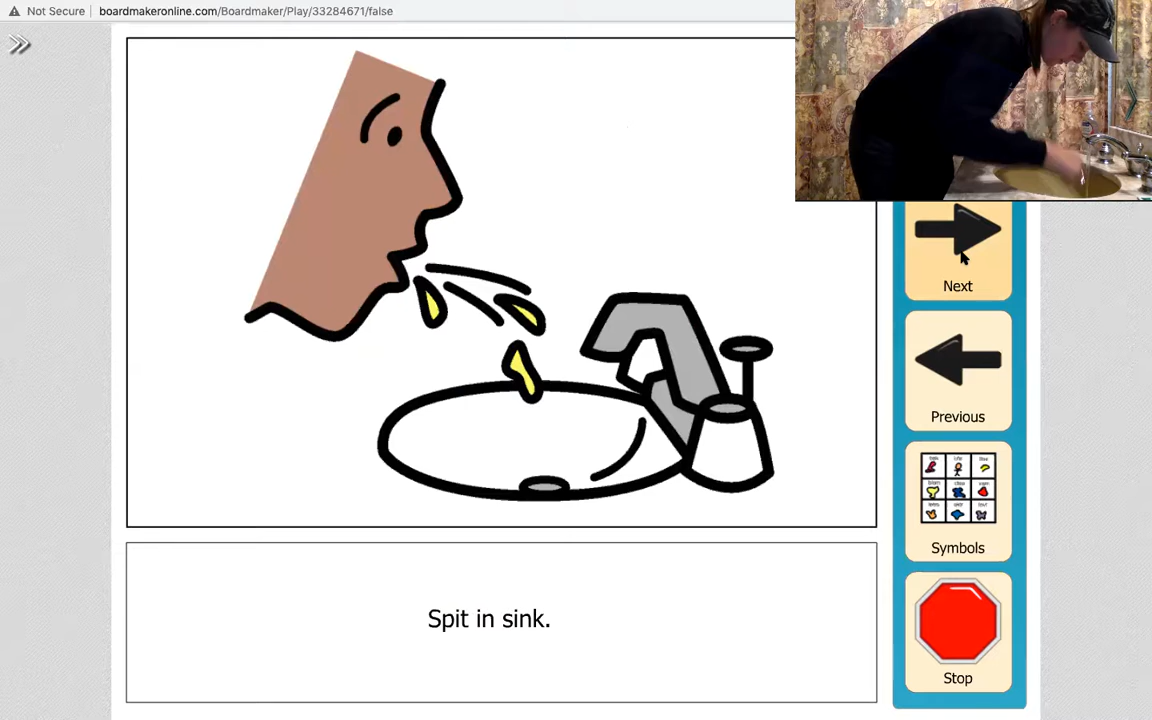 Not Secure
boardmakeronline.com/Boardmaker/Play/33284671/false
Next
Previous
Symbols
Stop
Spit in sink.